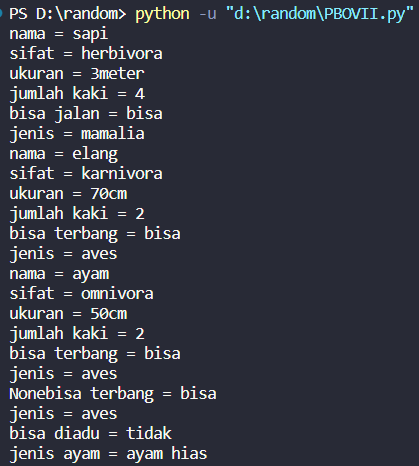 PS D:\random> python -u "d:\random\PBOVII.py"
nama = sapi
sifat = herbivora
ukuran = 3meter
jumlah kaki = 4
bisa jalan = bisa
jenis = mamalia
nama = elang
sifat = karnivora
ukuran = 70cm
jumlah kaki = 2
bisa terbang = bisa
jenis = aves
nama = ayam
sifat = omnivora
ukuran = 50cm
jumlah kaki = 2
bisa terbang = bisa
jenis = aves
Nonebisa terbang = bisa
jenis = aves
bisa diadu = tidak
jenis ayam = ayam hias